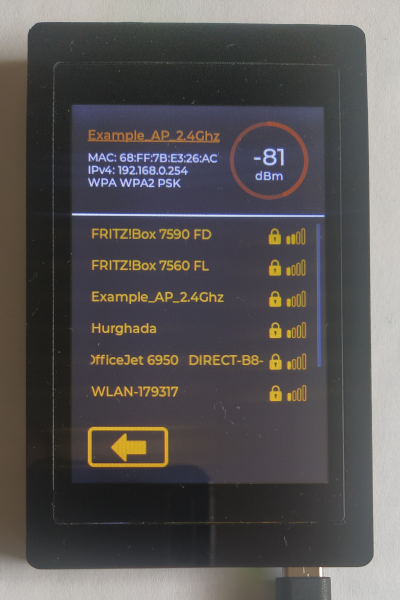 Example_AP_2.4Ghz
MAC: 68:FF:7B:E3:26:AC
IPv4: 192.168.0.254
WPA WPA2 PSK
-81
dBm
FRITZ!Box 7590 FD
FRITZ!Box 7560 FL
Example_AP_2.4Ghz
Hurghada
OfficeJet 6950 DIRECT-B8-
WLAN-179317